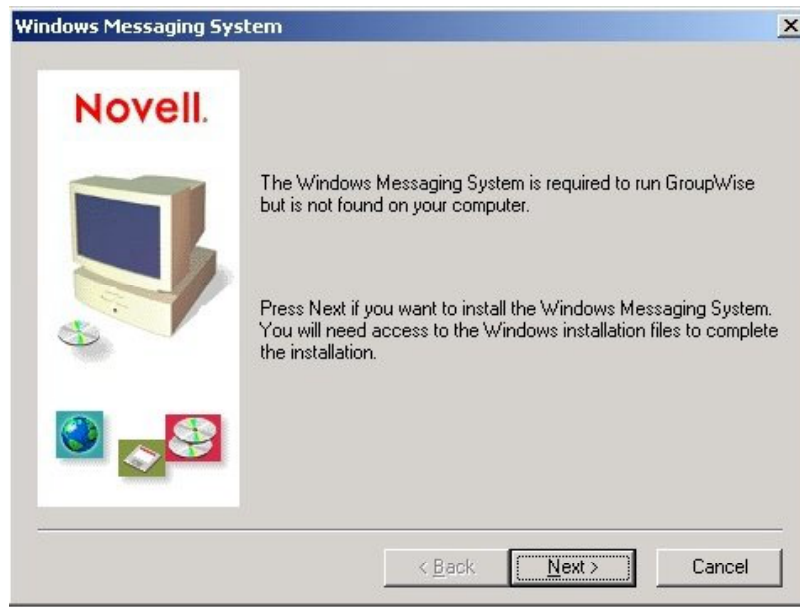 Windows Messaging System
Novell.
The Windows Messaging System is required to run GroupWise
but is not found on your computer.
Press Next if you want to install the Windows Messaging System.
You will need access to the Windows installation files to complete
the installation.
< Back
Next >
Cancel